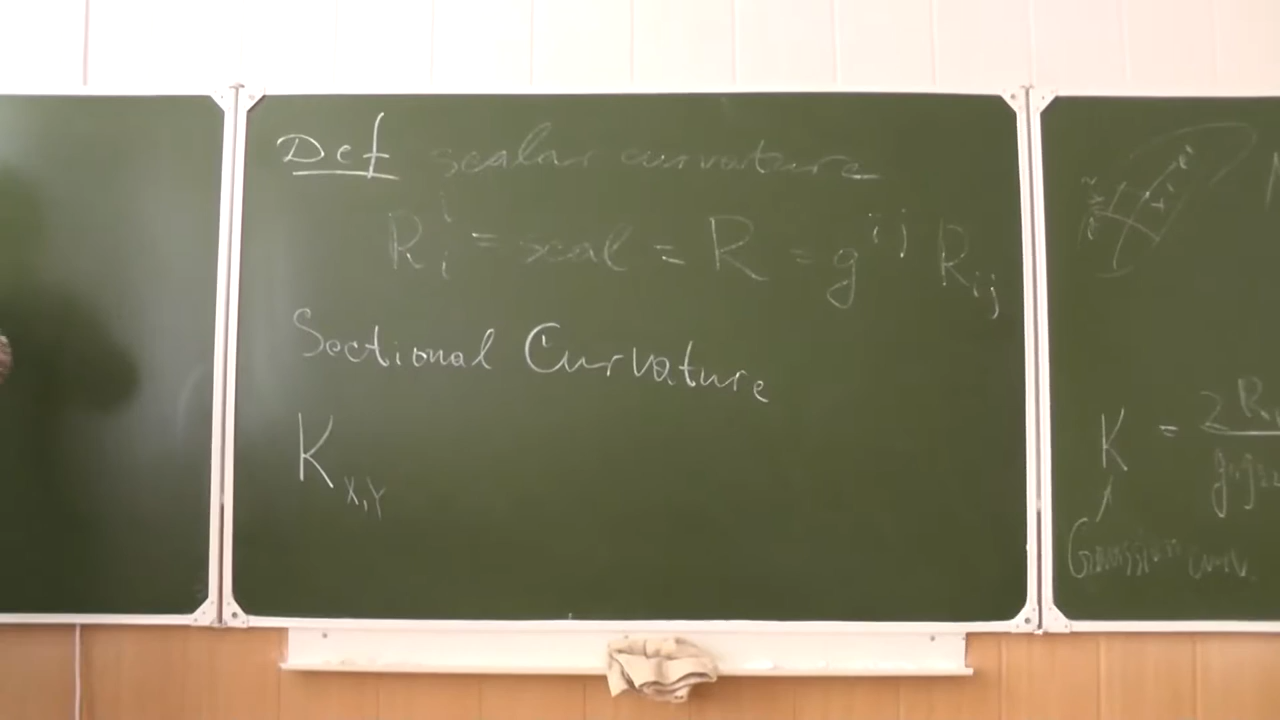 Def scalar curvature
R^i_i = scal = R = g^{ij} R_{ij}
Sectional Curvature
K_{X,Y}
K =
Gaussian curv.